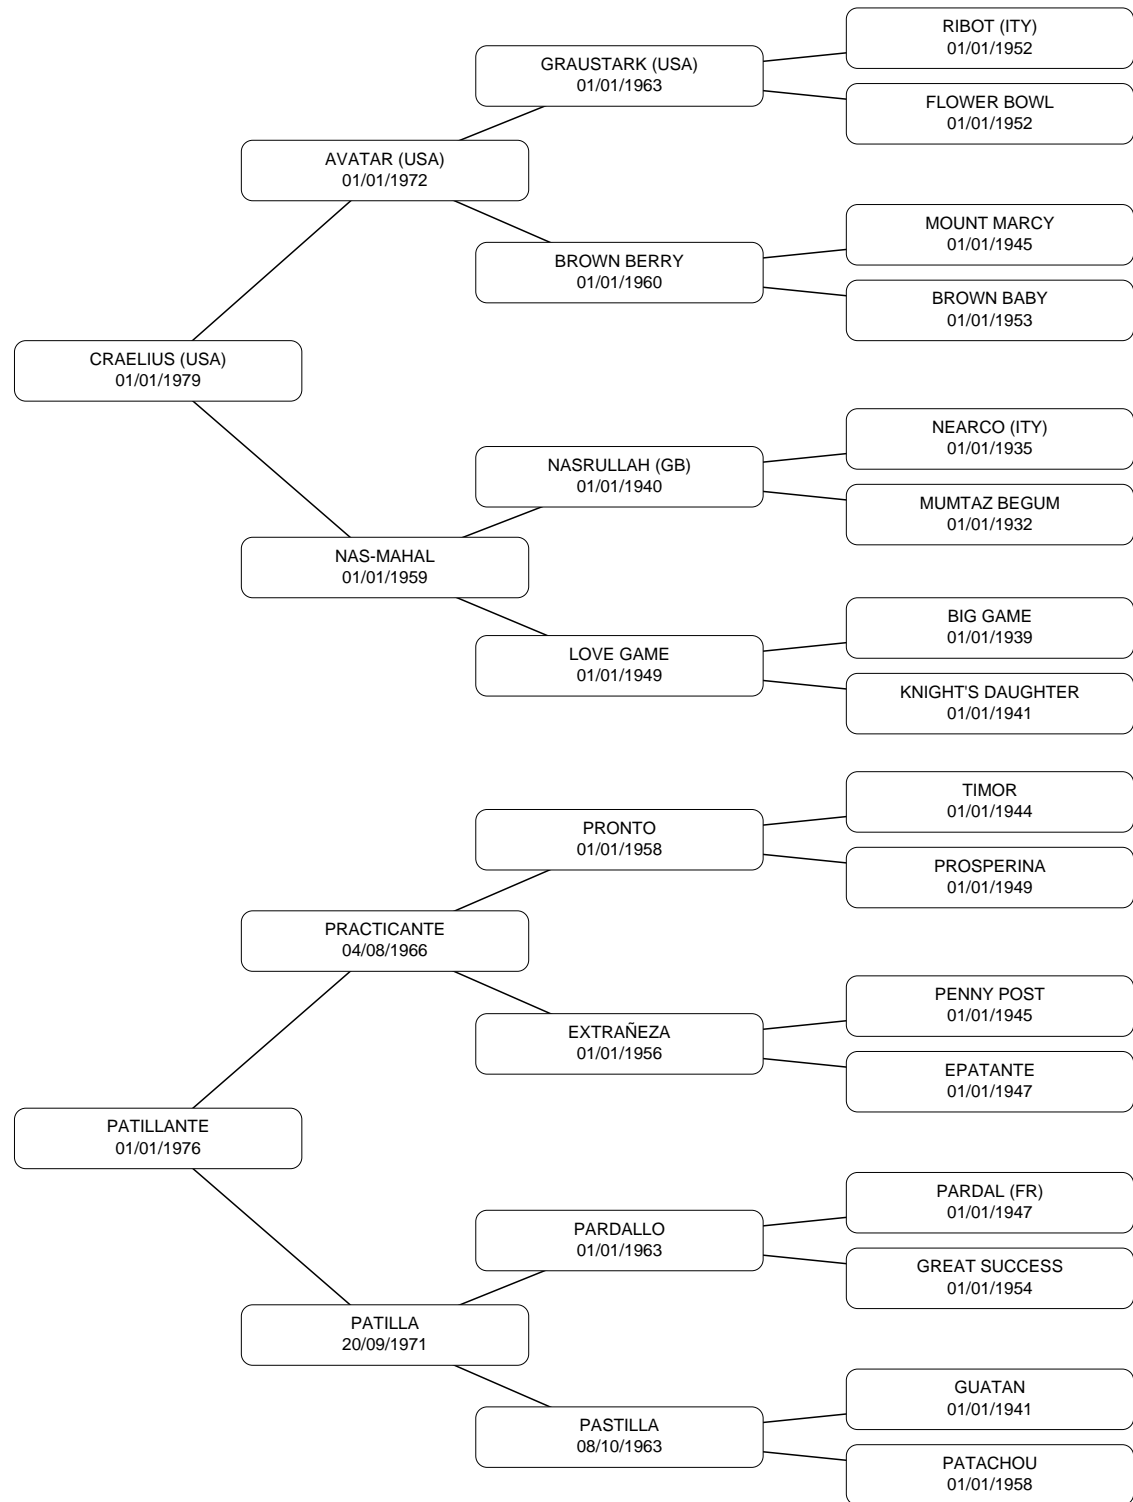 RIBOT (ITY)
01/01/1952
GRAUSTARK (USA)
01/01/1963
FLOWER BOWL
01/01/1952
AVATAR (USA)
01/01/1972
MOUNT MARCY
01/01/1945
BROWN BERRY
01/01/1960
BROWN BABY
01/01/1953
CRAELIUS (USA)
01/01/1979
NEARCO (ITY)
01/01/1935
NASRULLAH (GB)
01/01/1940
MUMTAZ BEGUM
01/01/1932
NAS-MAHAL
01/01/1959
BIG GAME
01/01/1939
LOVE GAME
01/01/1949
KNIGHT'S DAUGHTER
01/01/1941
TIMOR
01/01/1944
PRONTO
01/01/1958
PROSPERINA
01/01/1949
PRACTICANTE
04/08/1966
PENNY POST
01/01/1945
EXTRAÑEZA
01/01/1956
EPATANTE
01/01/1947
PATILLANTE
01/01/1976
PARDAL (FR)
01/01/1947
PARDALLO
01/01/1963
GREAT SUCCESS
01/01/1954
PATILLA
20/09/1971
GUATAN
01/01/1941
PASTILLA
08/10/1963
PATACHOU
01/01/1958